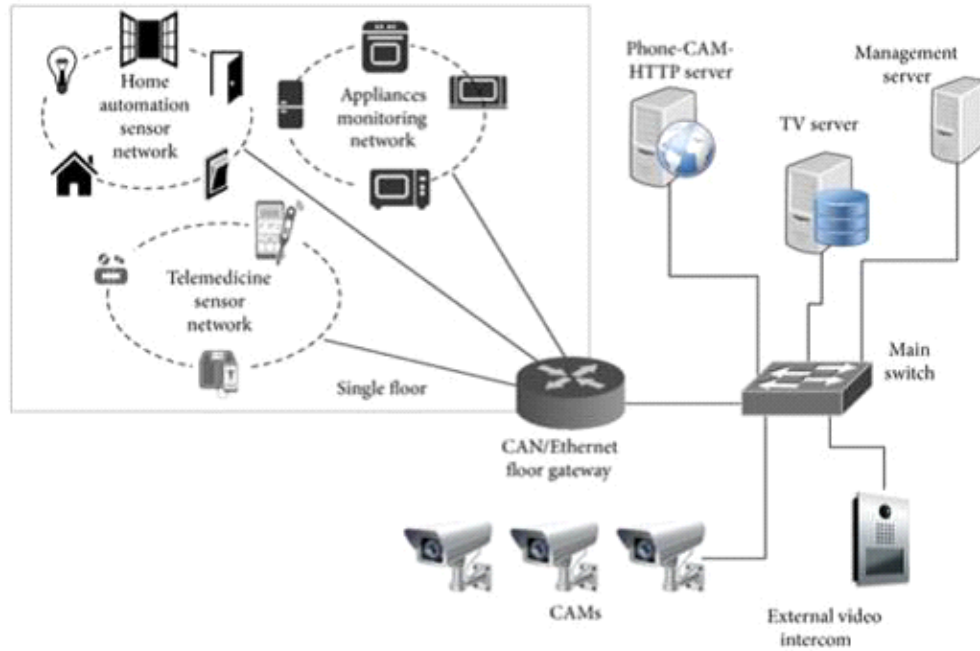 Home
automation
sensor
network
Appliances
monitoring
network
Telemedicine
sensor
network
Single floor
CAN/Ethernet
floor gateway
Phone-CAM-
HTTP server
TV server
Management
server
Main
switch
CAMs
External video
intercom